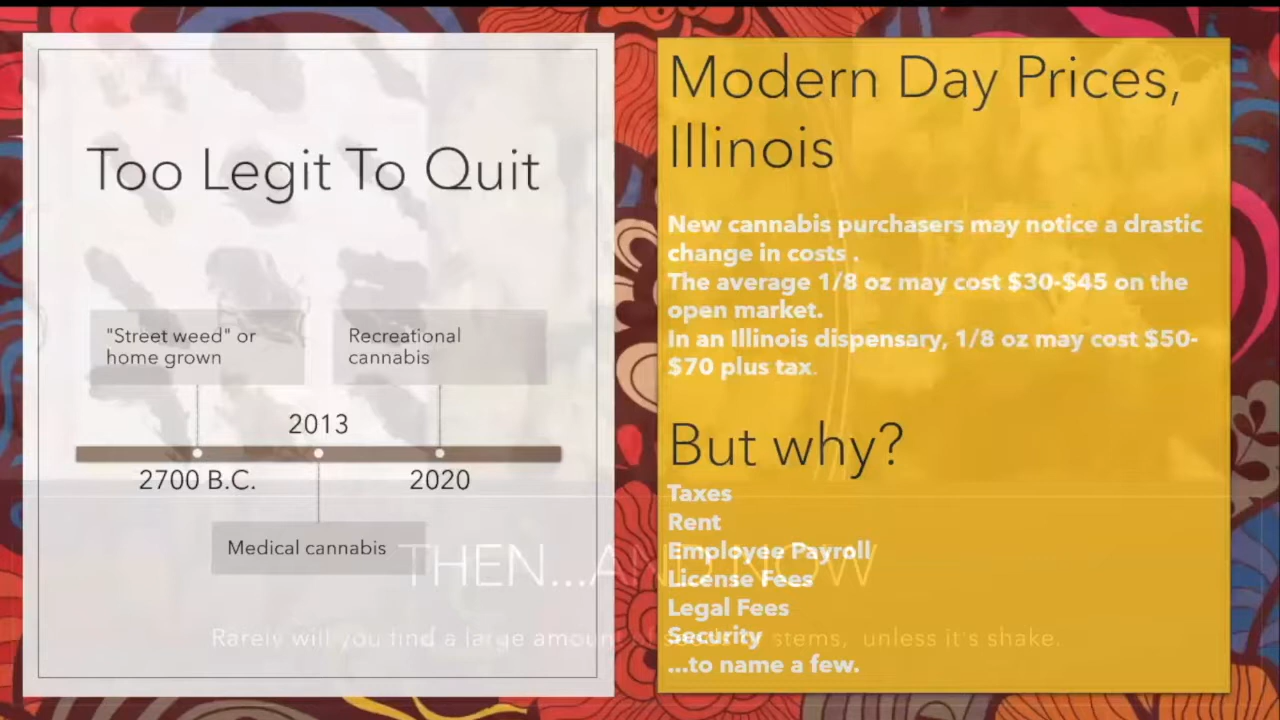 Too Legit To Quit
"Street weed" or
home grown
Recreational
cannabis
2013
2700 B.C.
2020
Medical cannabis
Modern Day Prices,
Illinois
New cannabis purchasers may notice a drastic
change in costs .
The average 1/8 oz may cost $30-$45 on the
open market.
In an Illinois dispensary, 1/8 oz may cost $50-
$70 plus tax.
But why?
Taxes
Rent
Employee Payroll
License Fees
Legal Fees
Security
...to name a few.
THEN...AND NOW
Rarely will you find a large amount of stems, unless it's shake.